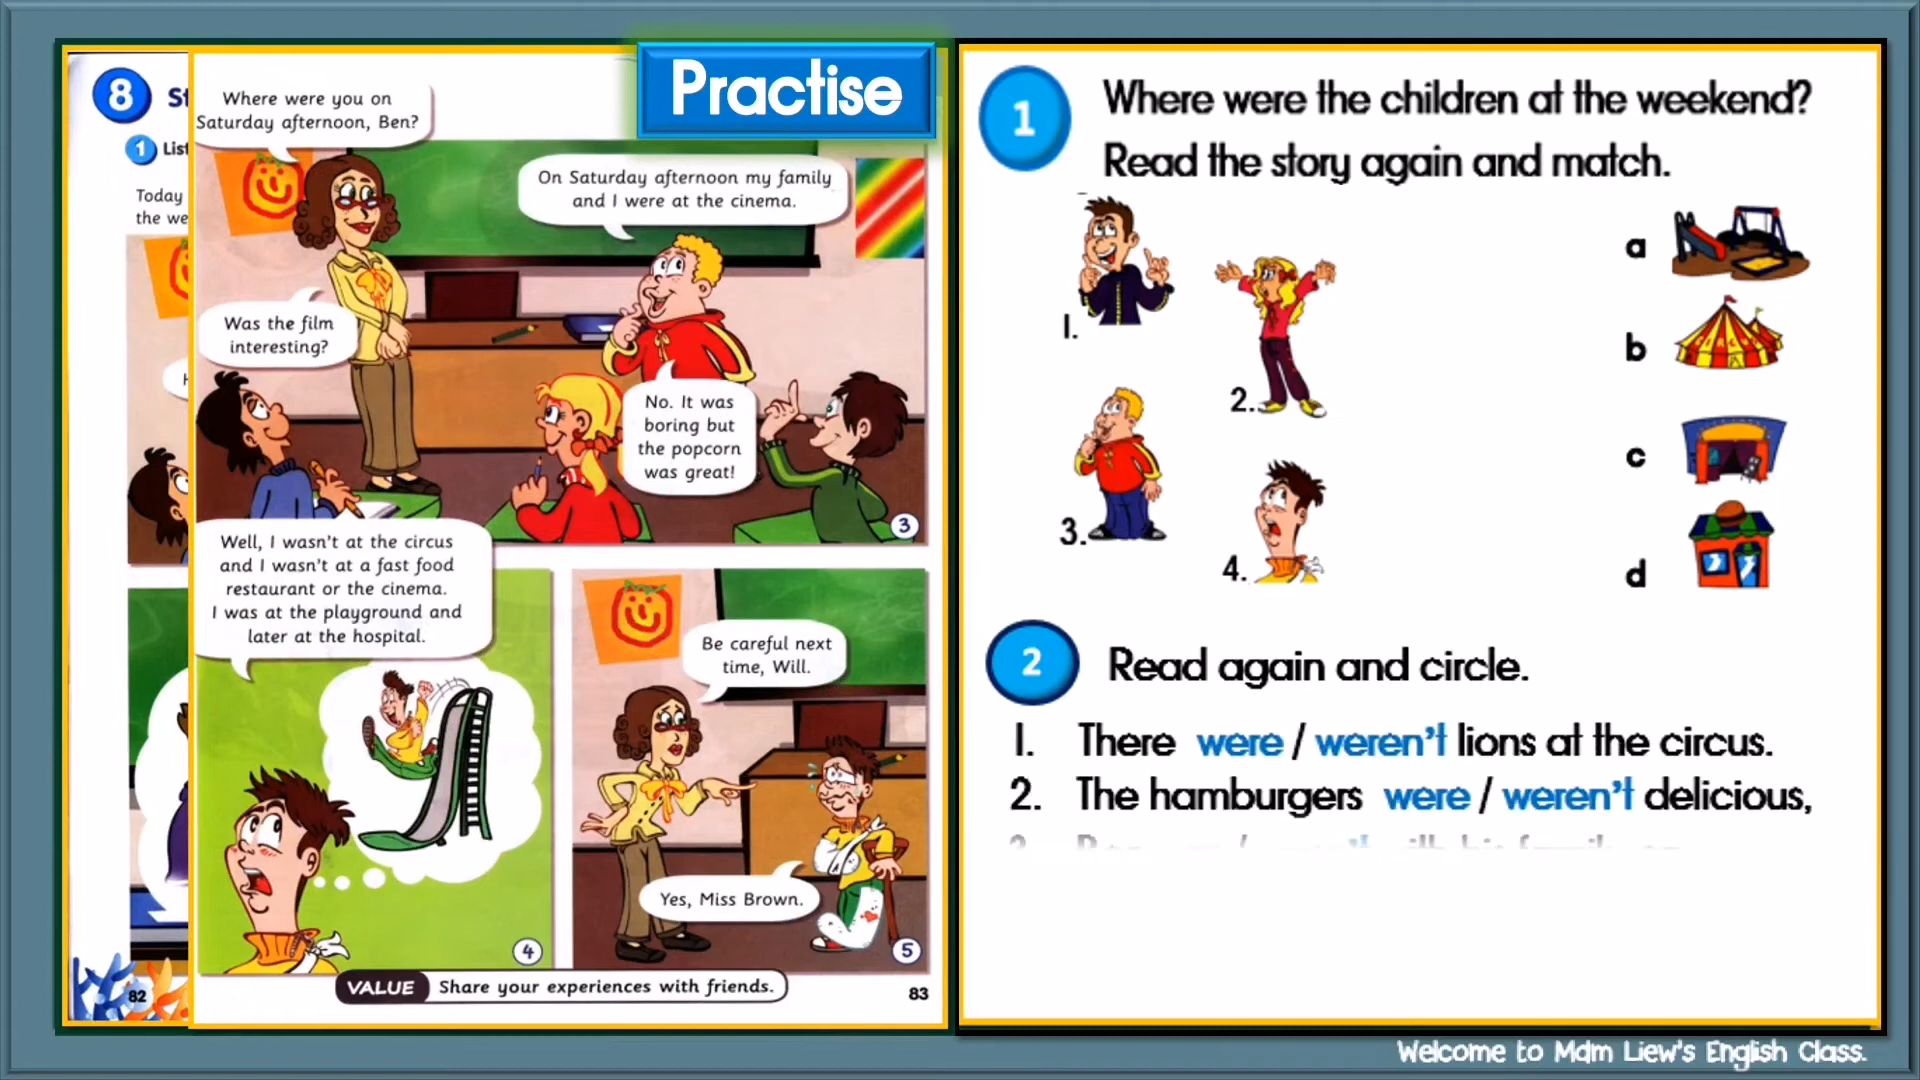 8
St
1 List
Today
the we
H
82
Where were you on
Saturday afternoon, Ben?
On Saturday afternoon my family
and I were at the cinema.
Was the film
interesting?
No. It was
boring but
the popcorn
was great!
3
Well, I wasn't at the circus
and I wasn't at a fast food
restaurant or the cinema.
I was at the playground and
later at the hospital.
4
Be careful next
time, Will.
Yes, Miss Brown.
5
VALUE Share your experiences with friends.
83
Practise
1 Where were the children at the weekend?
Read the story again and match.
1.
2.
3.
4.
a
b
c
d
2 Read again and circle.
1. There were / weren't lions at the circus.
2. The hamburgers were / weren't delicious,
Welcome to Mdm Liew's English Class.